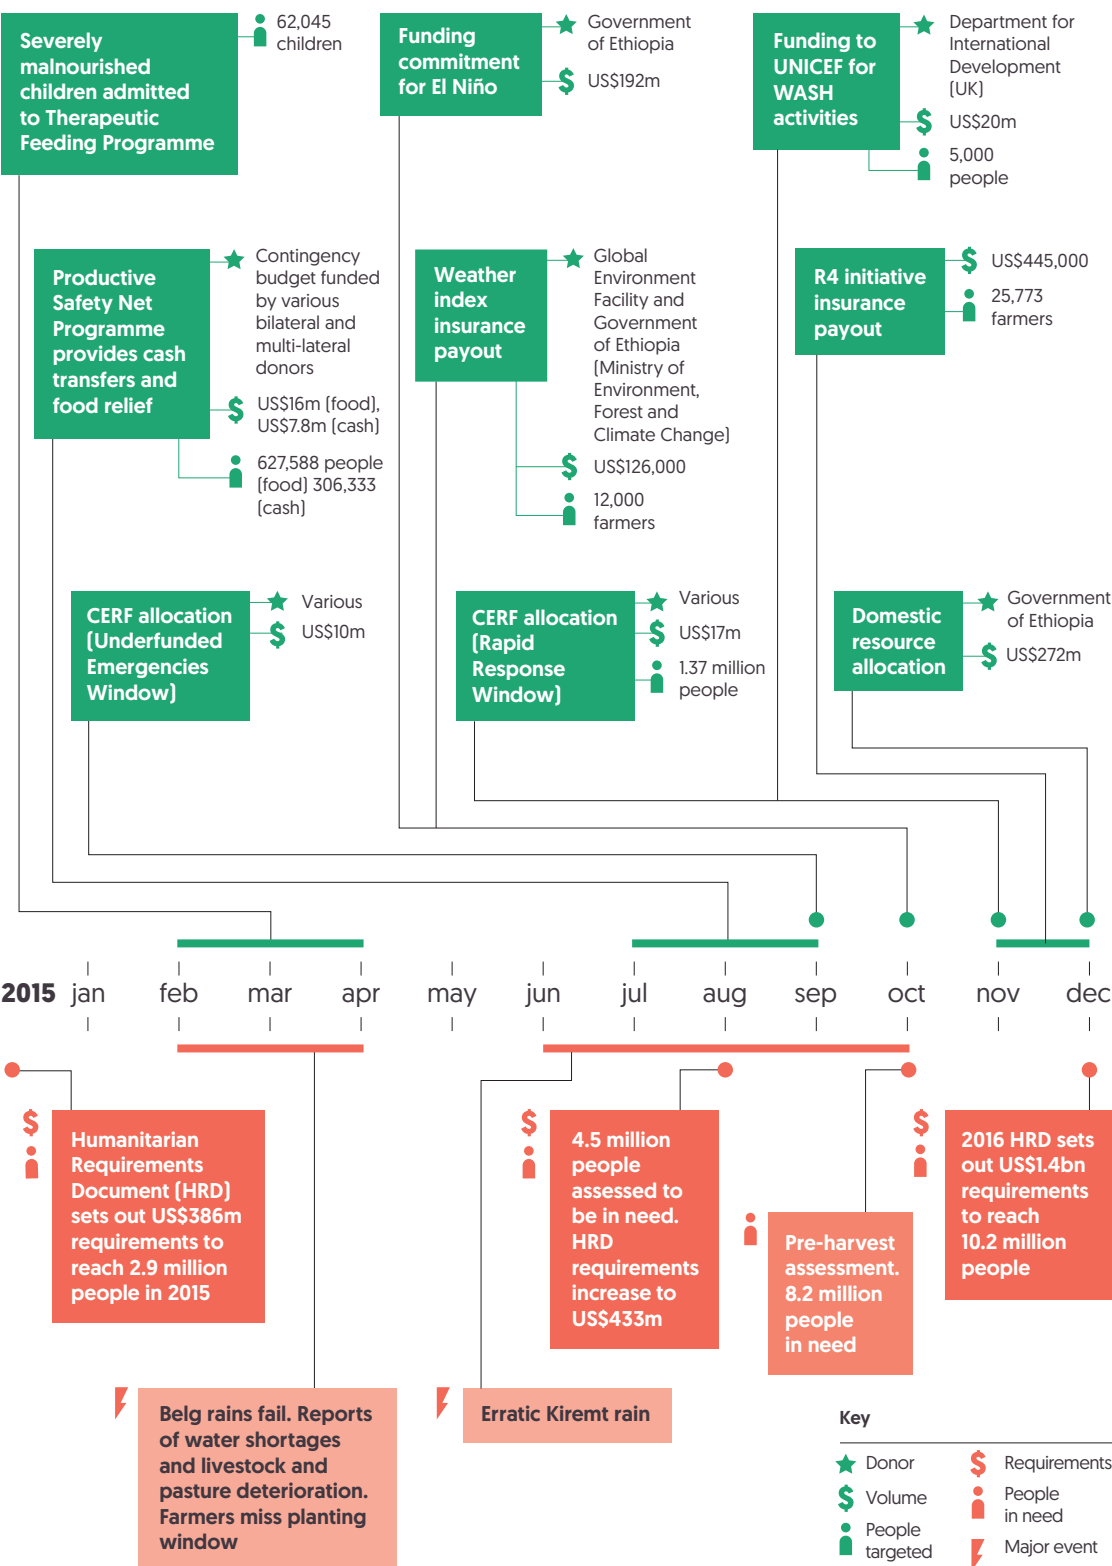 Severely
malnourished
children admitted
to Therapeutic
Feeding Programme
62,045
children
Funding
commitment
for El Niño
Government
of Ethiopia
US$192m
Funding to
UNICEF for
WASH
activities
Department for
International
Development
(UK)
US$20m
5,000
people
Productive
Safety Net
Programme
provides cash
transfers and
food relief
Contingency
budget funded
by various
bilateral and
multi-lateral
donors
US$16m (food),
US$7.8m (cash)
627,588 people
(food) 306,333
(cash)
Weather
index
insurance
payout
Global
Environment
Facility and
Government
of Ethiopia
(Ministry of
Environment,
Forest and
Climate Change)
US$126,000
12,000
farmers
R4 initiative
insurance
payout
US$445,000
25,773
farmers
CERF allocation
(Underfunded
Emergencies
Window)
Various
US$10m
CERF allocation
(Rapid
Response
Window)
Various
US$17m
1.37 million
people
Domestic
resource
allocation
Government
of Ethiopia
US$272m
2015 jan feb mar apr may jun jul aug sep oct nov dec
Humanitarian
Requirements
Document (HRD)
sets out US$386m
requirements to
reach 2.9 million
people in 2015
4.5 million
people
assessed to
be in need.
HRD
requirements
increase to
US$433m
Pre-harvest
assessment.
8.2 million
people
in need
2016 HRD sets
out US$1.4bn
requirements
to reach
10.2 million
people
Belg rains fail. Reports
of water shortages
and livestock and
pasture deterioration.
Farmers miss planting
window
Erratic Kiremt rain
Key
Donor
Volume
People
targeted
Requirements
People
in need
Major event